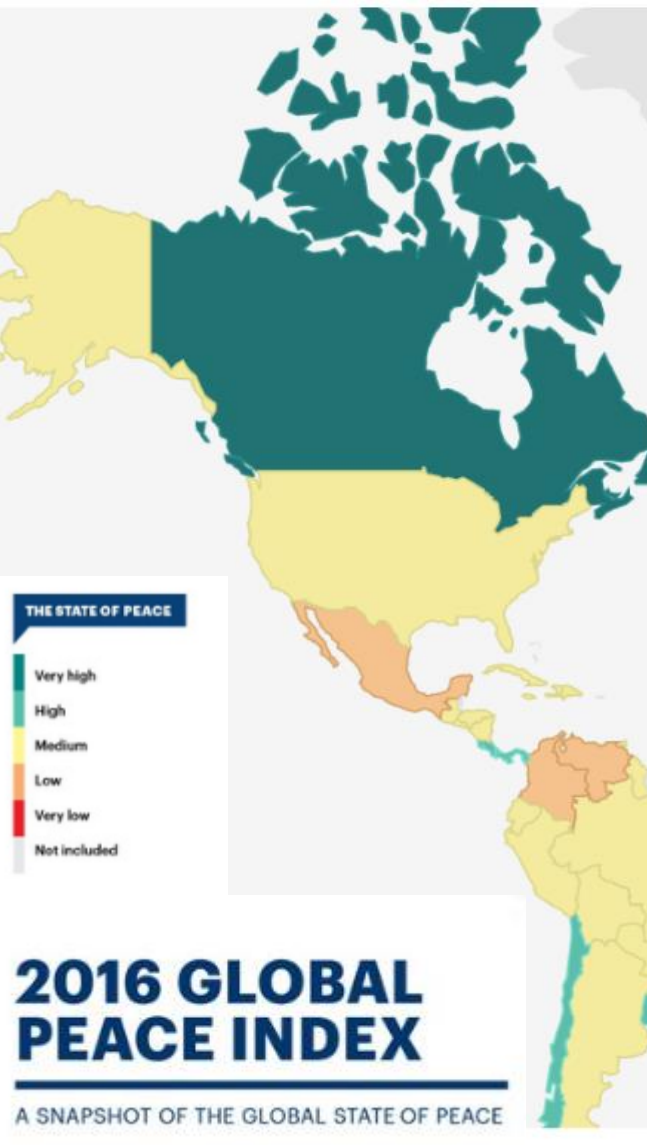 THE STATE OF PEACE
Very high
High
Medium
Low
Very low
Not included
2016 GLOBAL
PEACE INDEX
A SNAPSHOT OF THE GLOBAL STATE OF PEACE